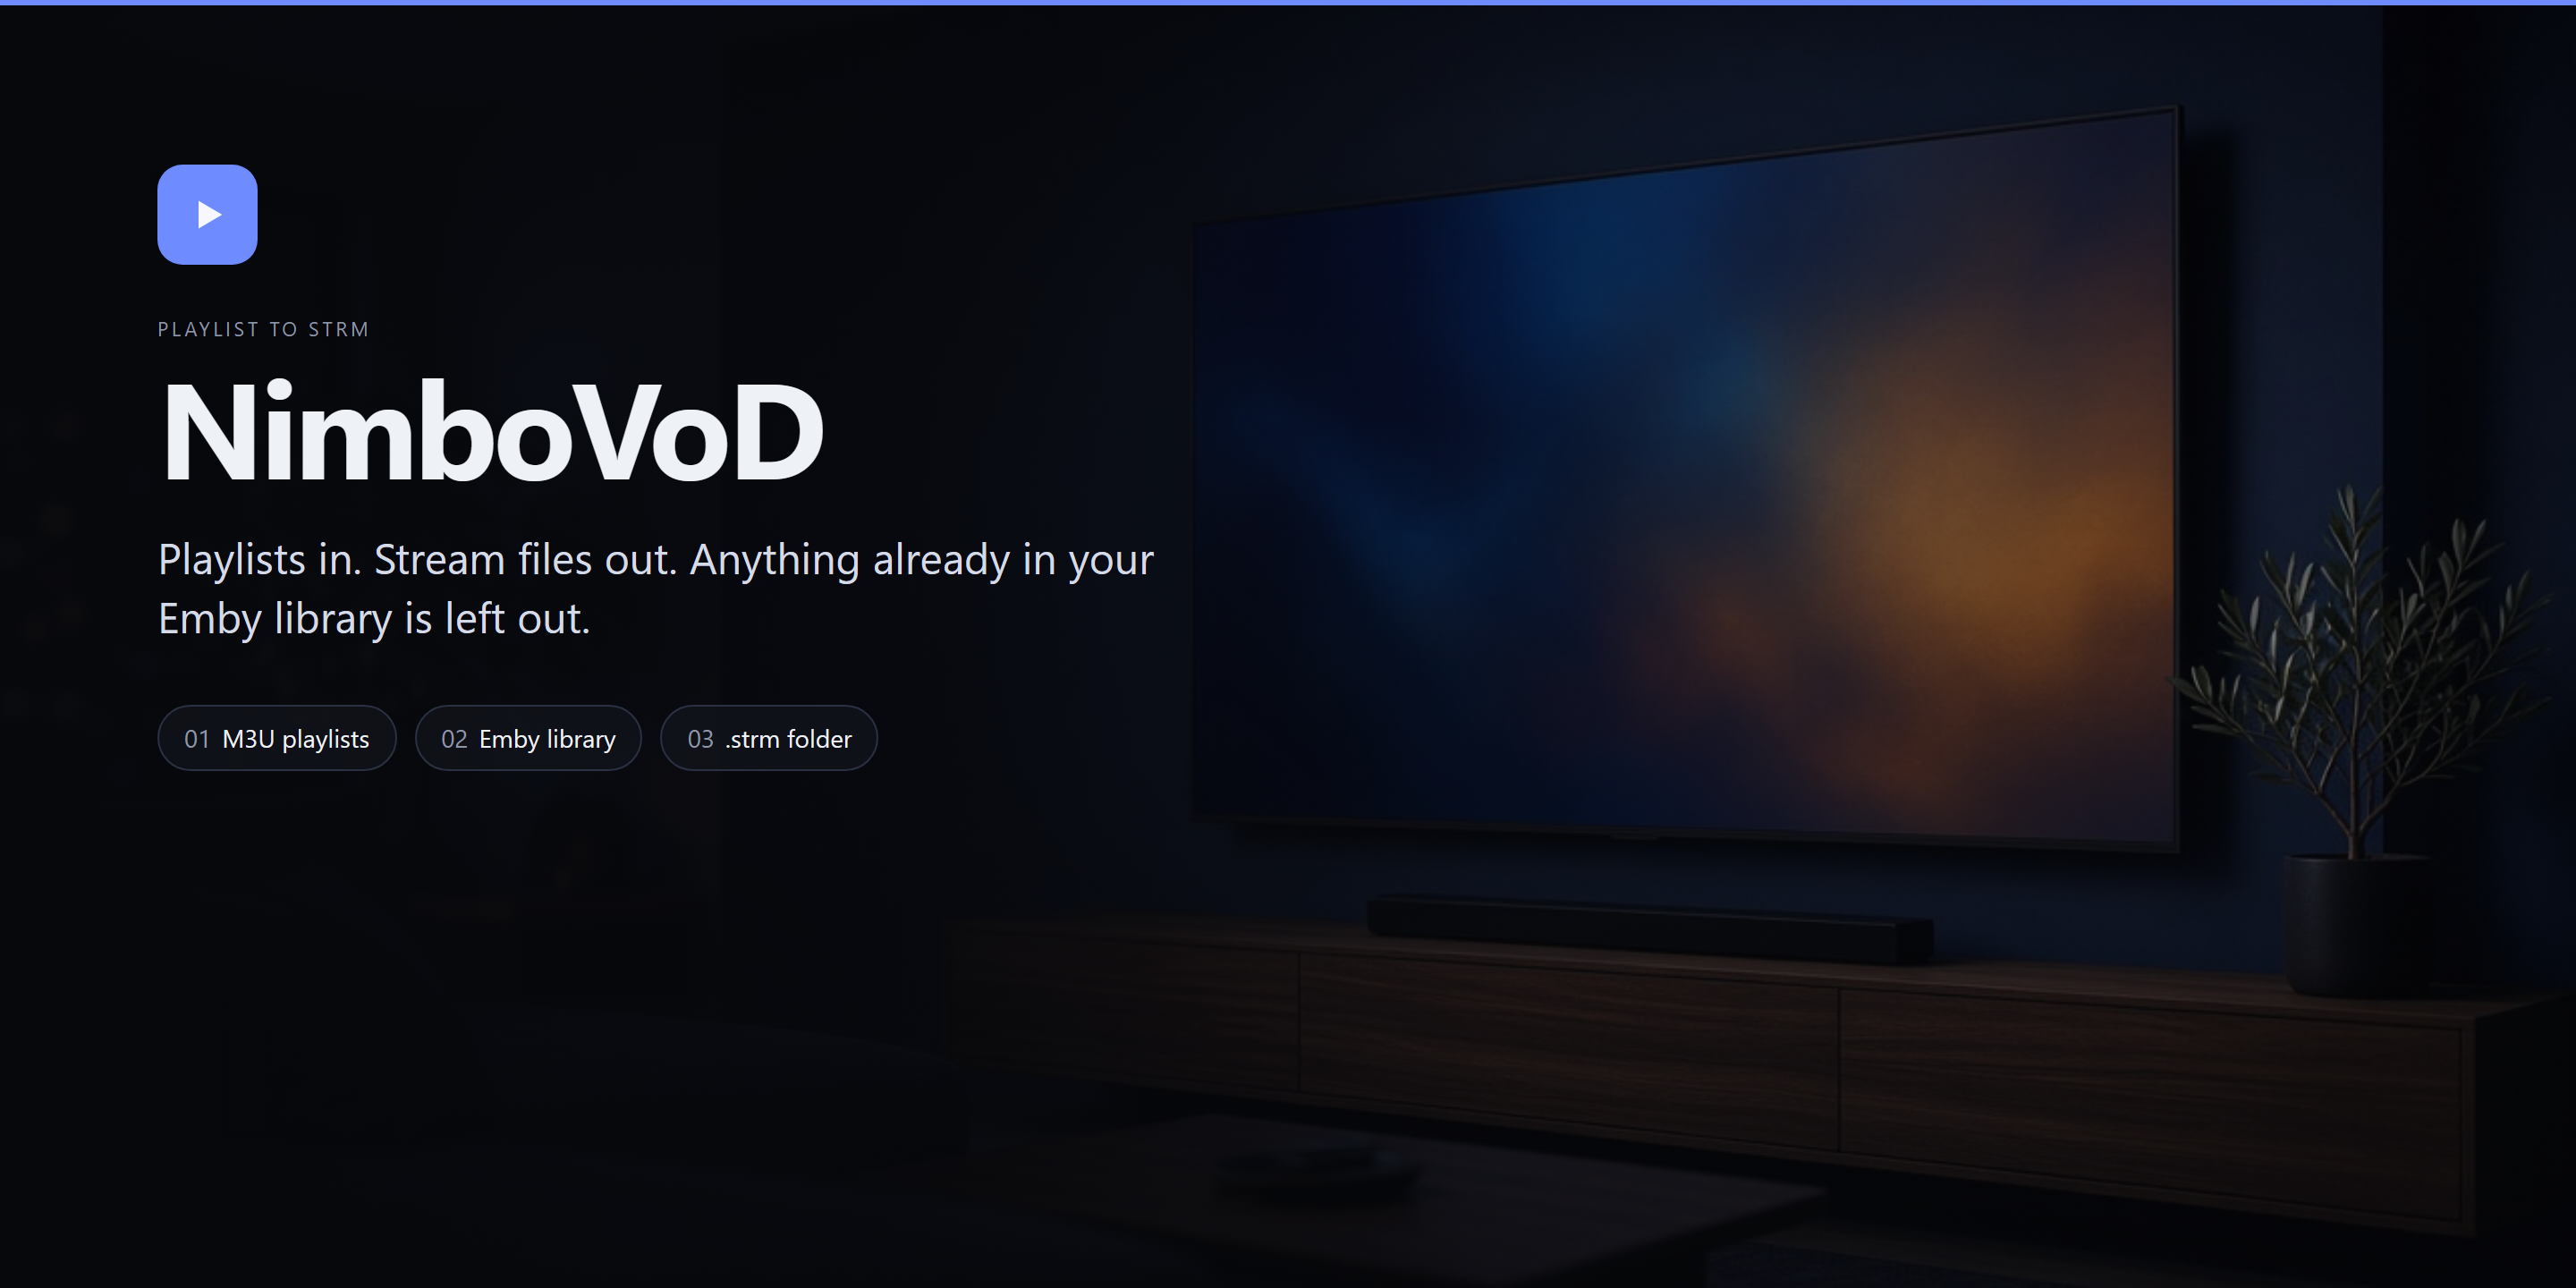 PLAYLIST TO STRM
NimboVoD
Playlists in. Stream files out. Anything already in your
Emby library is left out.
01 M3U playlists
02 Emby library
03 .strm folder